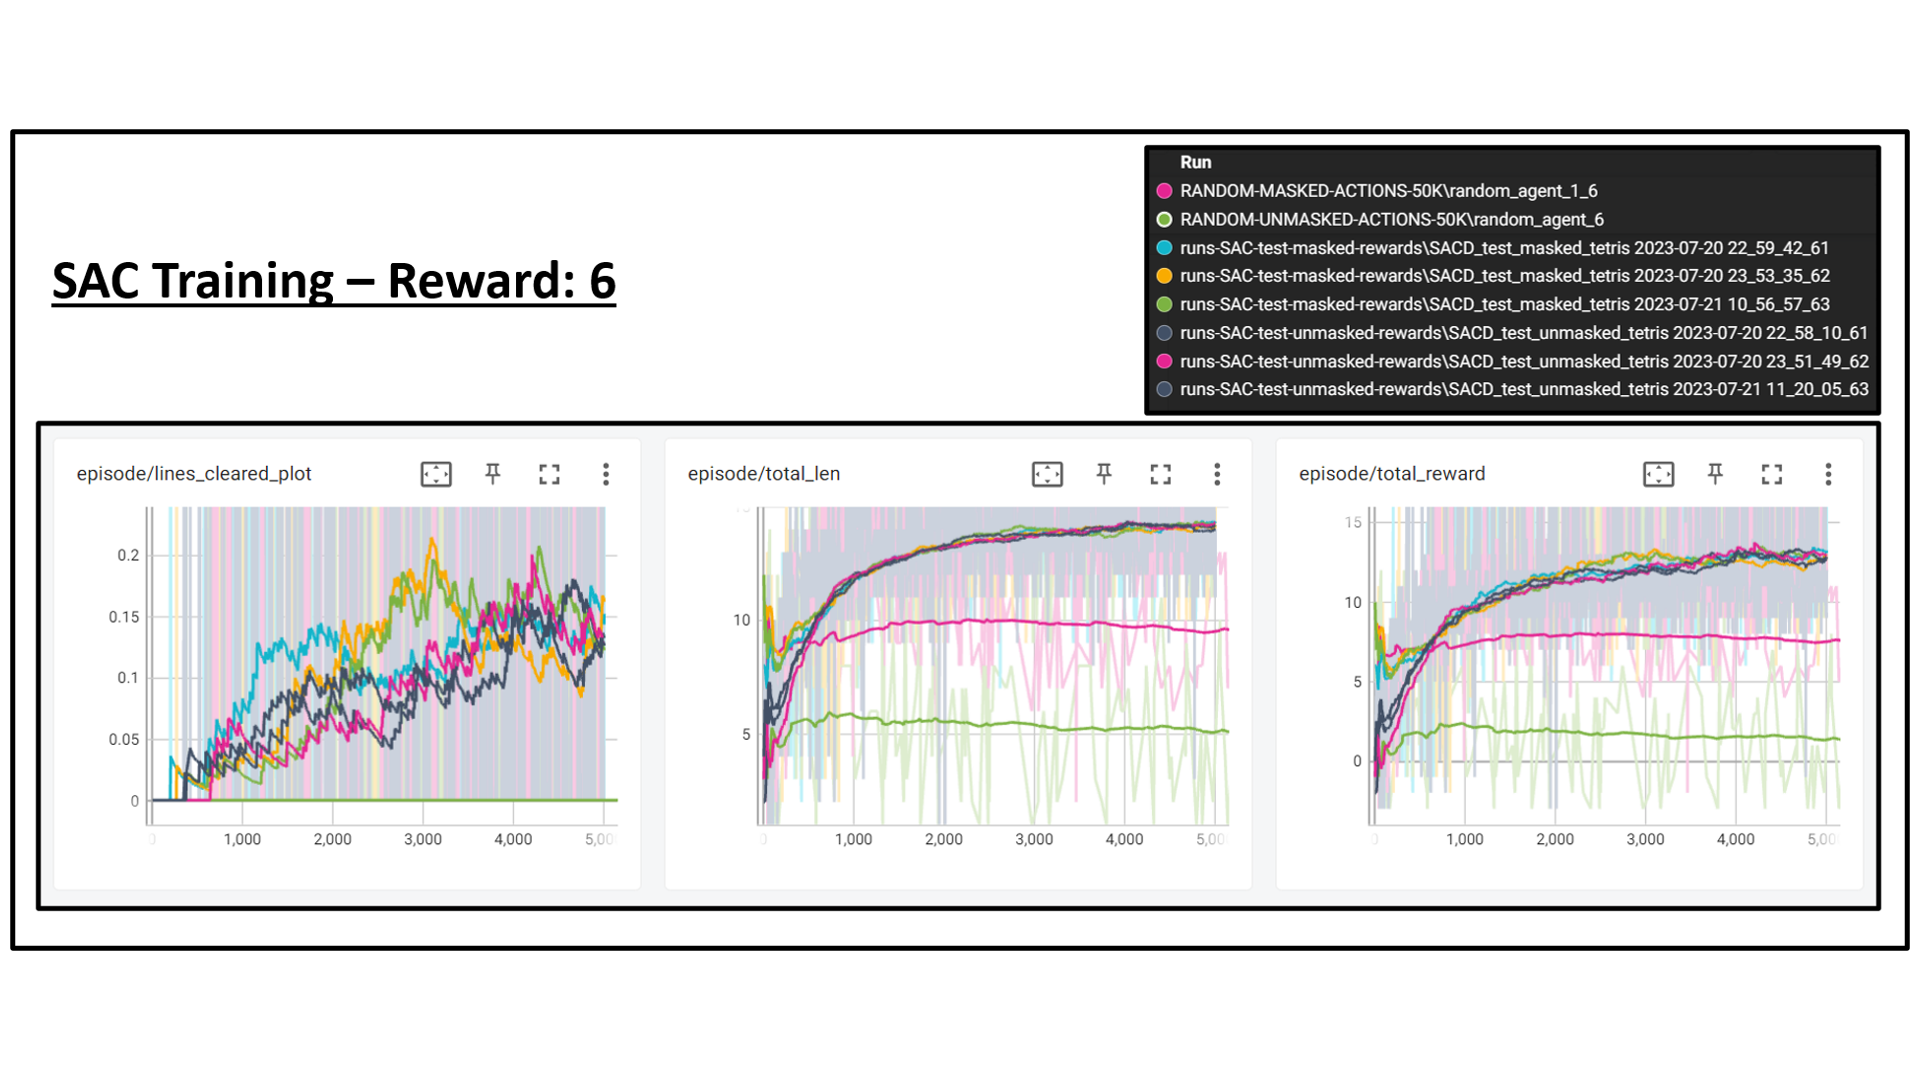 Run
RANDOM-MASKED-ACTIONS-50K\random_agent_1_6
RANDOM-UNMASKED-ACTIONS-50K\random_agent_6
runs-SAC-test-masked-rewards\SACD_test_masked_tetris 2023-07-20 22_59_42_61
runs-SAC-test-masked-rewards\SACD_test_masked_tetris 2023-07-20 23_53_35_62
runs-SAC-test-masked-rewards\SACD_test_masked_tetris 2023-07-21 10_56_57_63
runs-SAC-test-unmasked-rewards\SACD_test_unmasked_tetris 2023-07-20 22_58_10_61
runs-SAC-test-unmasked-rewards\SACD_test_unmasked_tetris 2023-07-20 23_51_49_62
runs-SAC-test-unmasked-rewards\SACD_test_unmasked_tetris 2023-07-21 11_20_05_63
SAC Training – Reward: 6
episode/lines_cleared_plot
0.2
0.15
0.1
0.05
0
0 1,000 2,000 3,000 4,000 5,00
episode/total_len
10
5
0 1,000 2,000 3,000 4,000 5,00
episode/total_reward
15
10
5
0
0 1,000 2,000 3,000 4,000 5,00